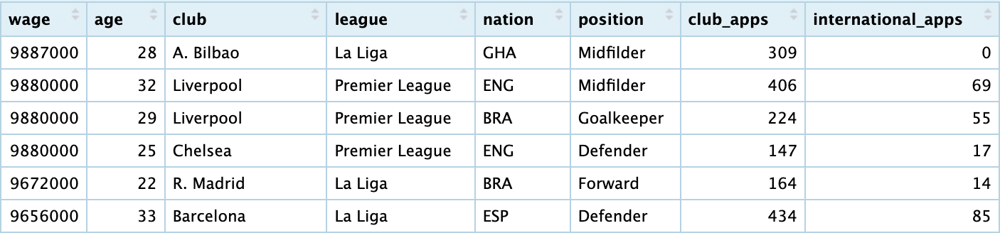 wage age club league nation position club_apps international_apps
9887000 28 A. Bilbao La Liga GHA Midfilder 309 0
9880000 32 Liverpool Premier League ENG Midfilder 406 69
9880000 29 Liverpool Premier League BRA Goalkeeper 224 55
9880000 25 Chelsea Premier League ENG Defender 147 17
9672000 22 R. Madrid La Liga BRA Forward 164 14
9656000 33 Barcelona La Liga ESP Defender 434 85